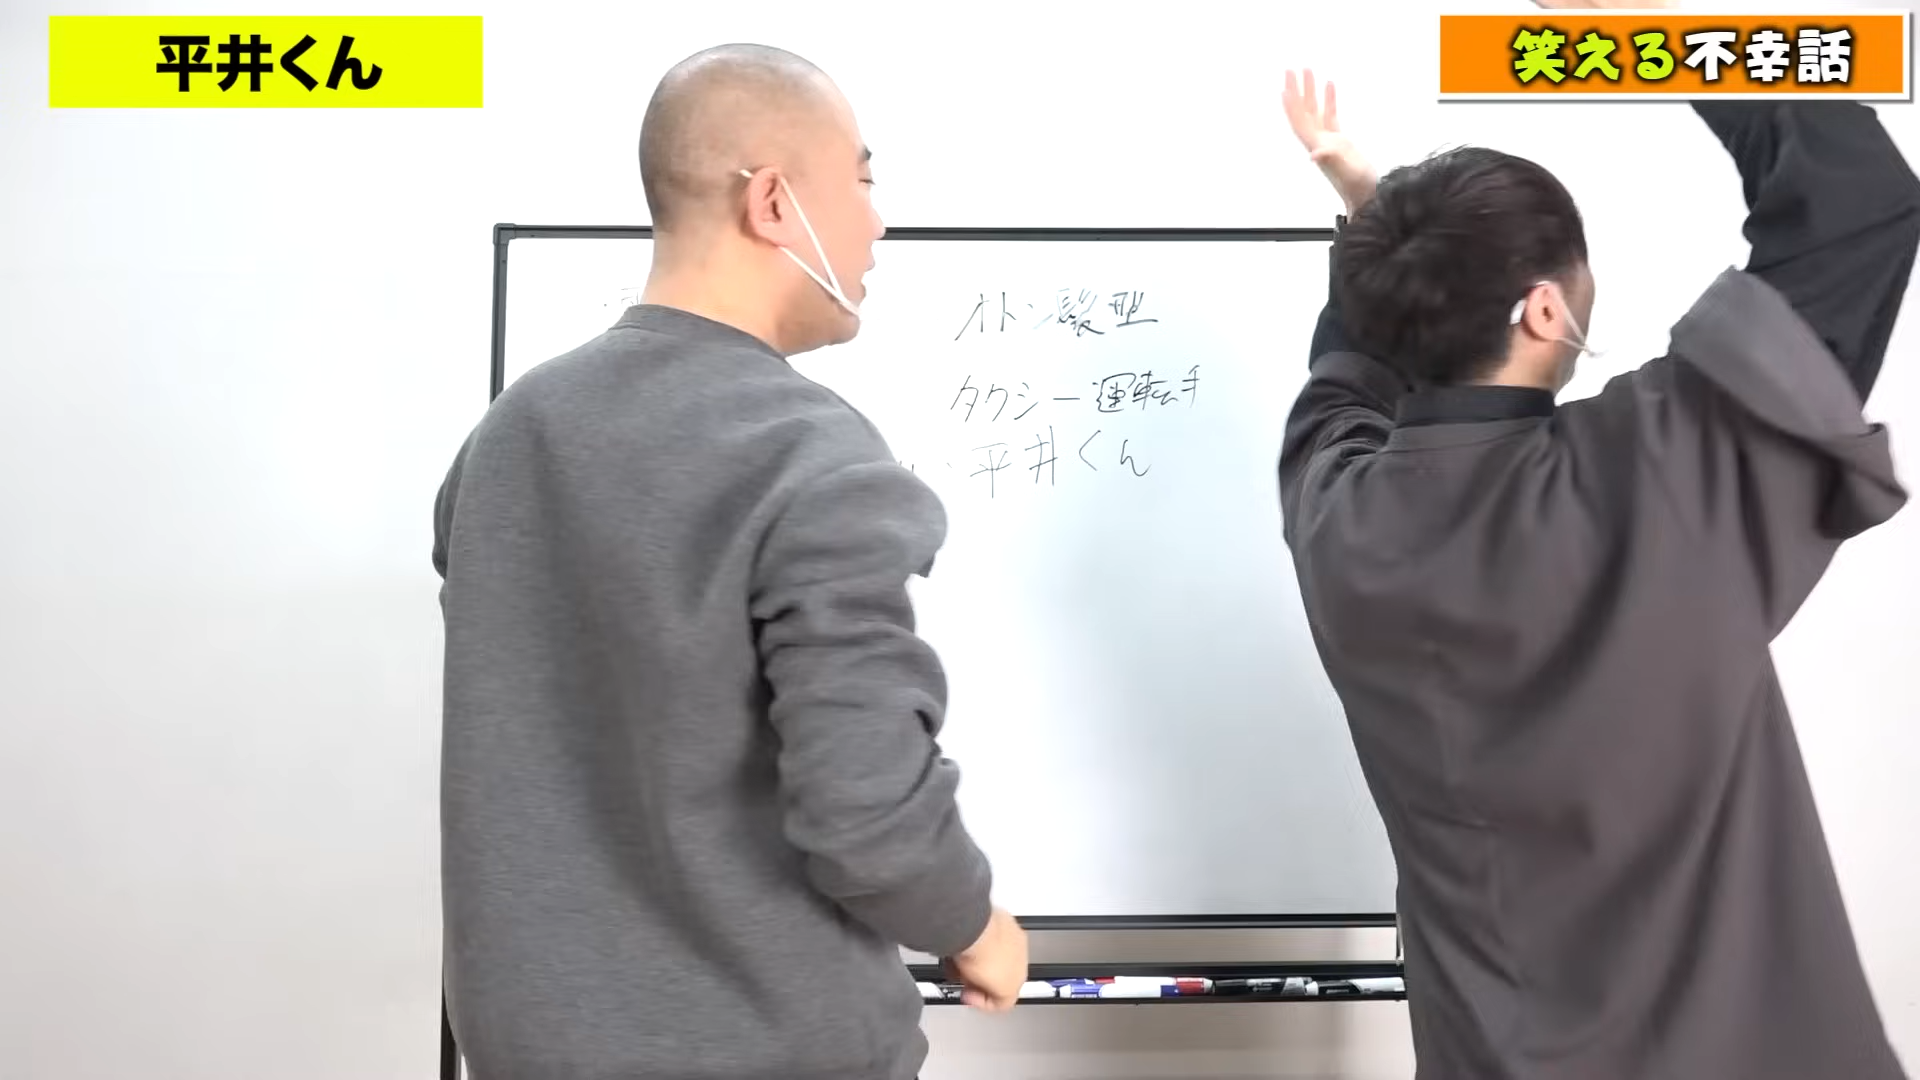 平井くん
笑える不幸話
オトン髪型
タクシー運転手
平井くん